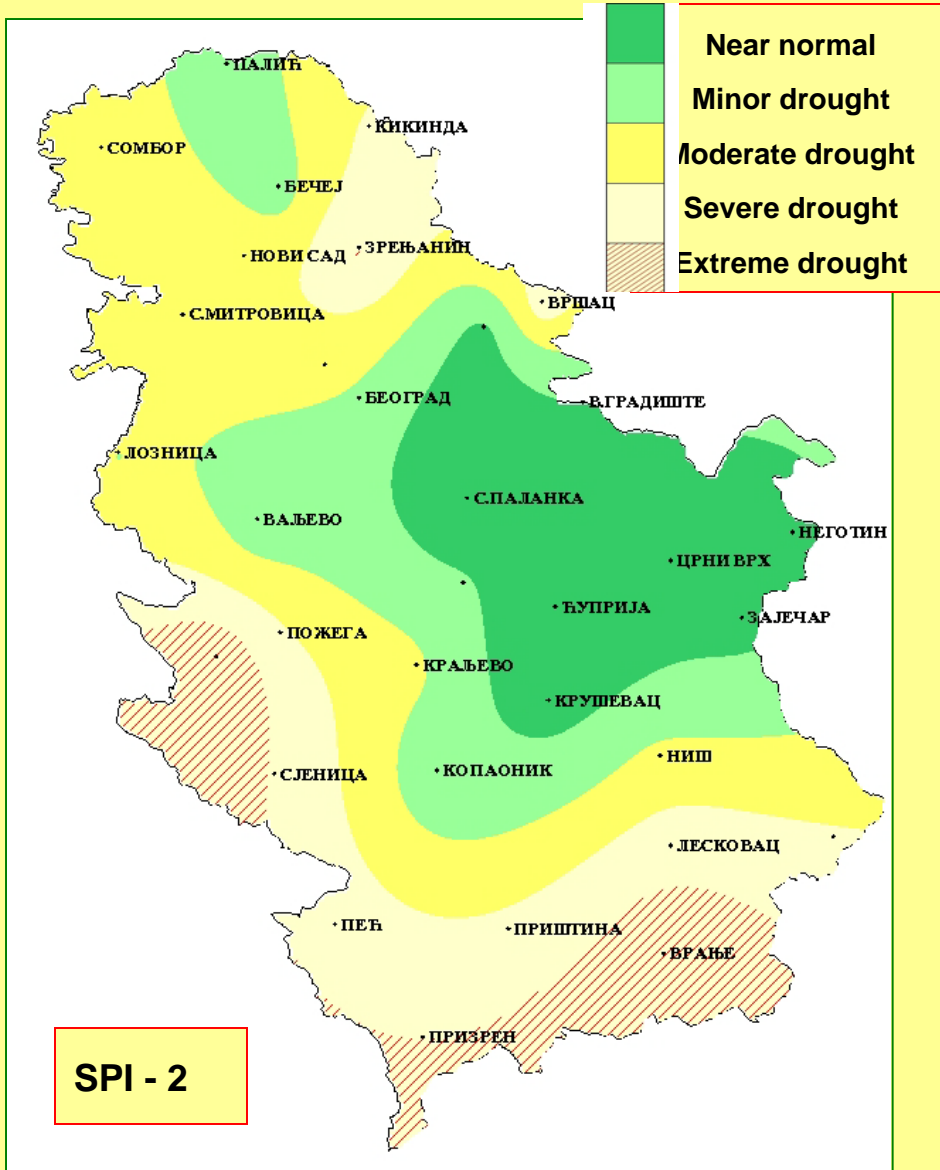 Near normal
Minor drought
Moderate drought
Severe drought
Extreme drought
ПАЛИЋ
КИКИНДА
СОМБОР
БЕЧЕЈ
НОВИ САД
ЗРЕЊАНИН
ВРШАЦ
С.МИТРОВИЦА
БЕОГРАД
В.ГРАДИШТЕ
ЛОЗНИЦА
С.ПАЛАНКА
ВАЉЕВО
НЕГОТИН
ЦРНИ ВРХ
ЋУПРИЈА
ЗАЈЕЧАР
ПОЖЕГА
КРАЉЕВО
КРУШЕВАЦ
НИШ
СЈЕНИЦА
КОПАОНИК
ЛЕСКОВАЦ
ПЕЋ
ПРИШТИНА
ВРАЊЕ
ПРИЗРЕН
SPI - 2